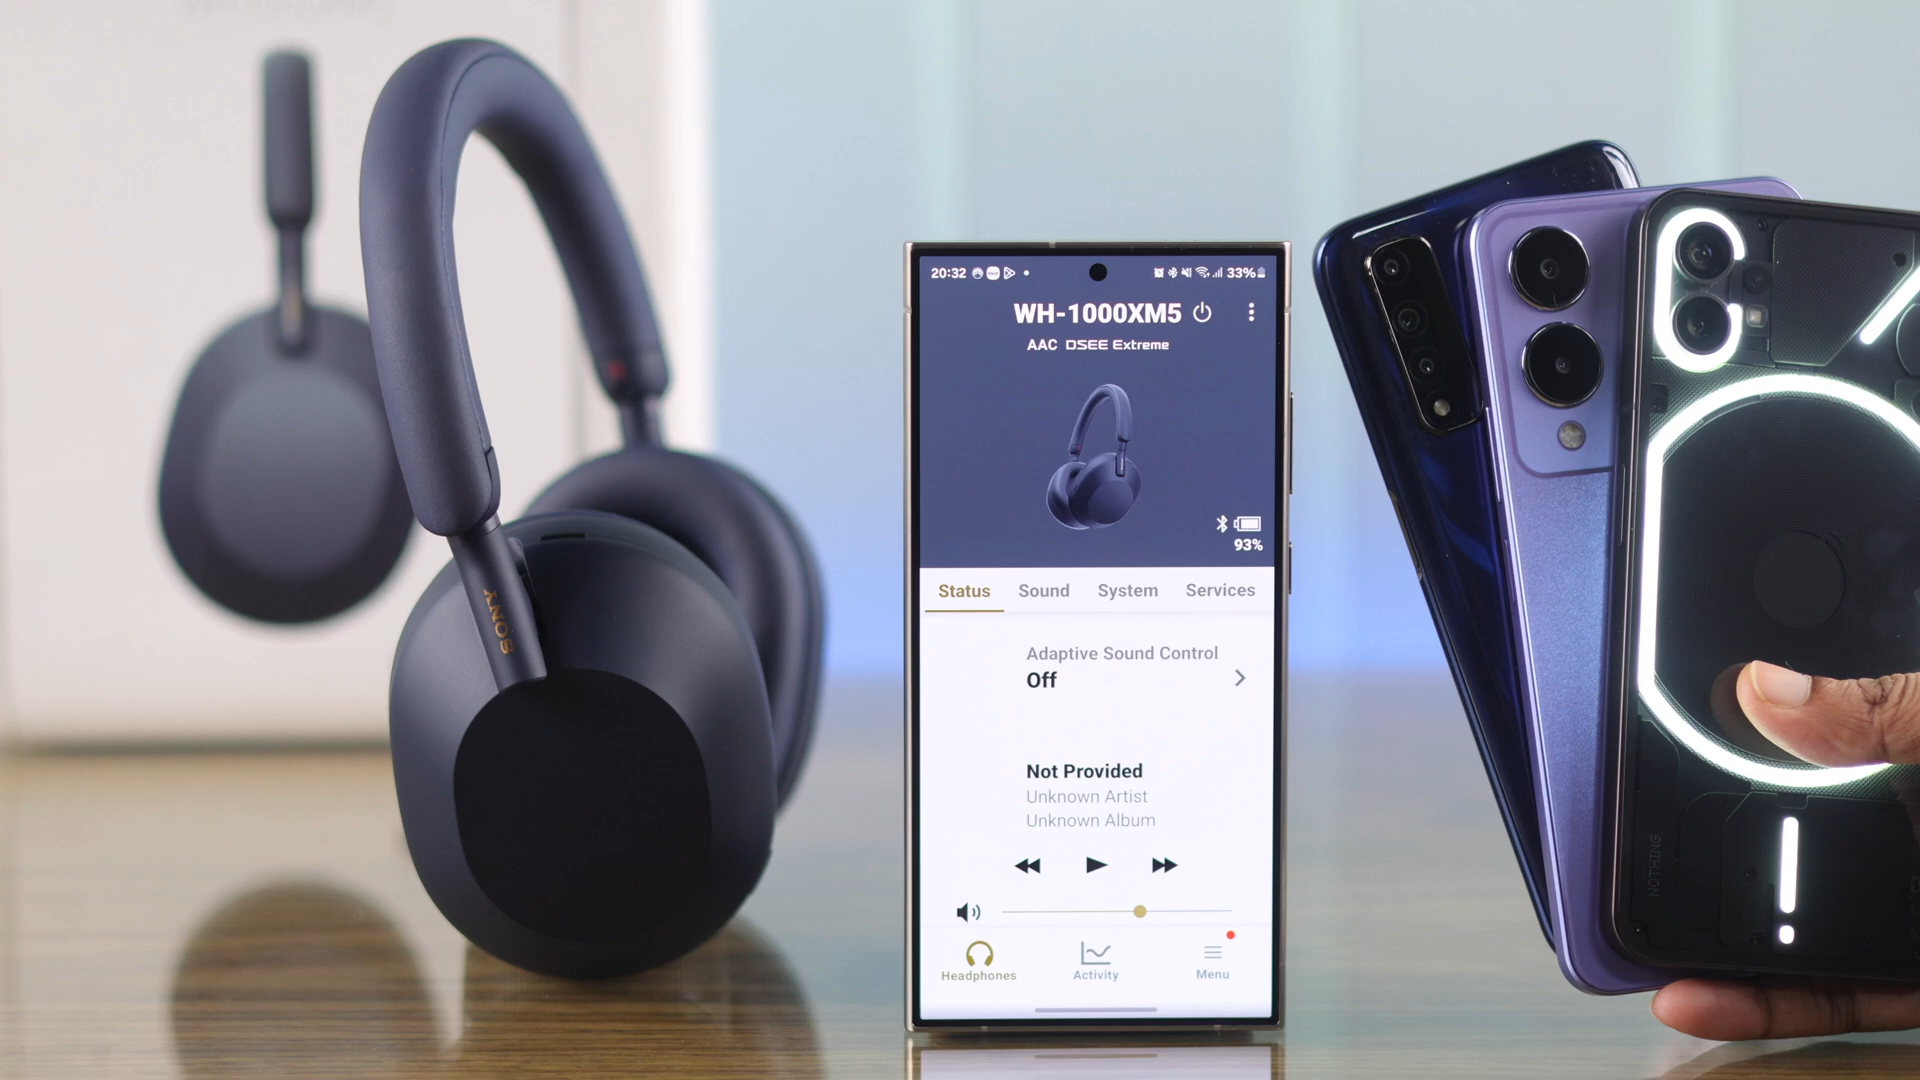 SONY
20:32
33%
WH-1000XM5
AAC DSEE Extreme
93%
Status Sound System Services
Adaptive Sound Control
Off
Not Provided
Unknown Artist
Unknown Album
Headphones Activity Menu
NOTHING